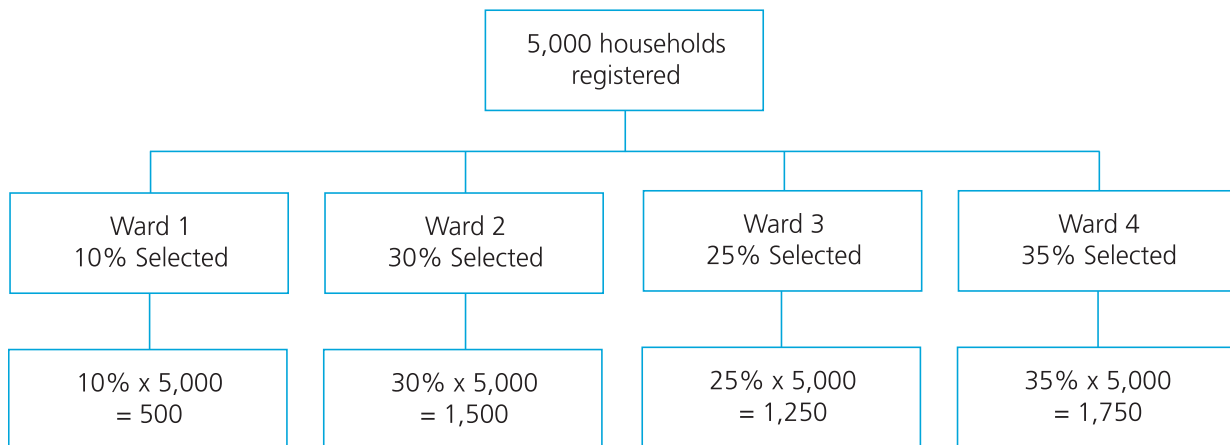 5,000 households
registered
Ward 1
10% Selected
Ward 2
30% Selected
Ward 3
25% Selected
Ward 4
35% Selected
10% x 5,000
= 500
30% x 5,000
= 1,500
25% x 5,000
= 1,250
35% x 5,000
= 1,750